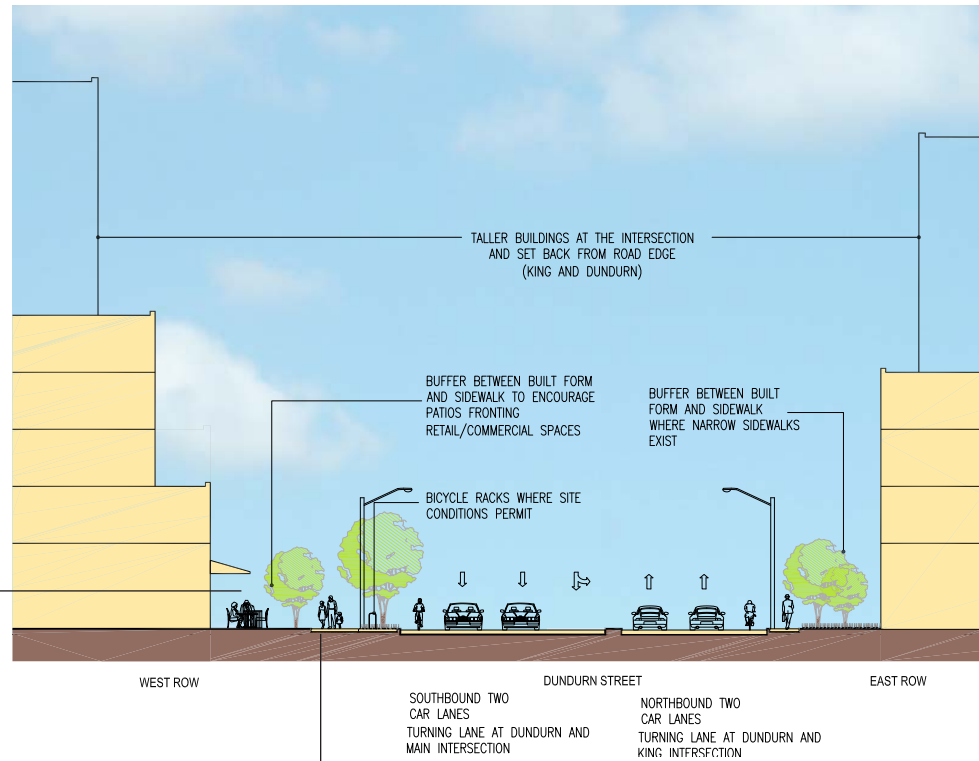 TALLER BUILDINGS AT THE INTERSECTION
AND SET BACK FROM ROAD EDGE
(KING AND DUNDURN)
BUFFER BETWEEN BUILT FORM
AND SIDEWALK TO ENCOURAGE
PATIOS FRONTING
RETAIL/COMMERCIAL SPACES
BUFFER BETWEEN BUILT
FORM AND SIDEWALK
WHERE NARROW SIDEWALKS
EXIST
BICYCLE RACKS WHERE SITE
CONDITIONS PERMIT
WEST ROW
DUNDURN STREET
EAST ROW
SOUTHBOUND TWO
CAR LANES
TURNING LANE AT DUNDURN AND
MAIN INTERSECTION
NORTHBOUND TWO
CAR LANES
TURNING LANE AT DUNDURN AND
KING INTERSECTION